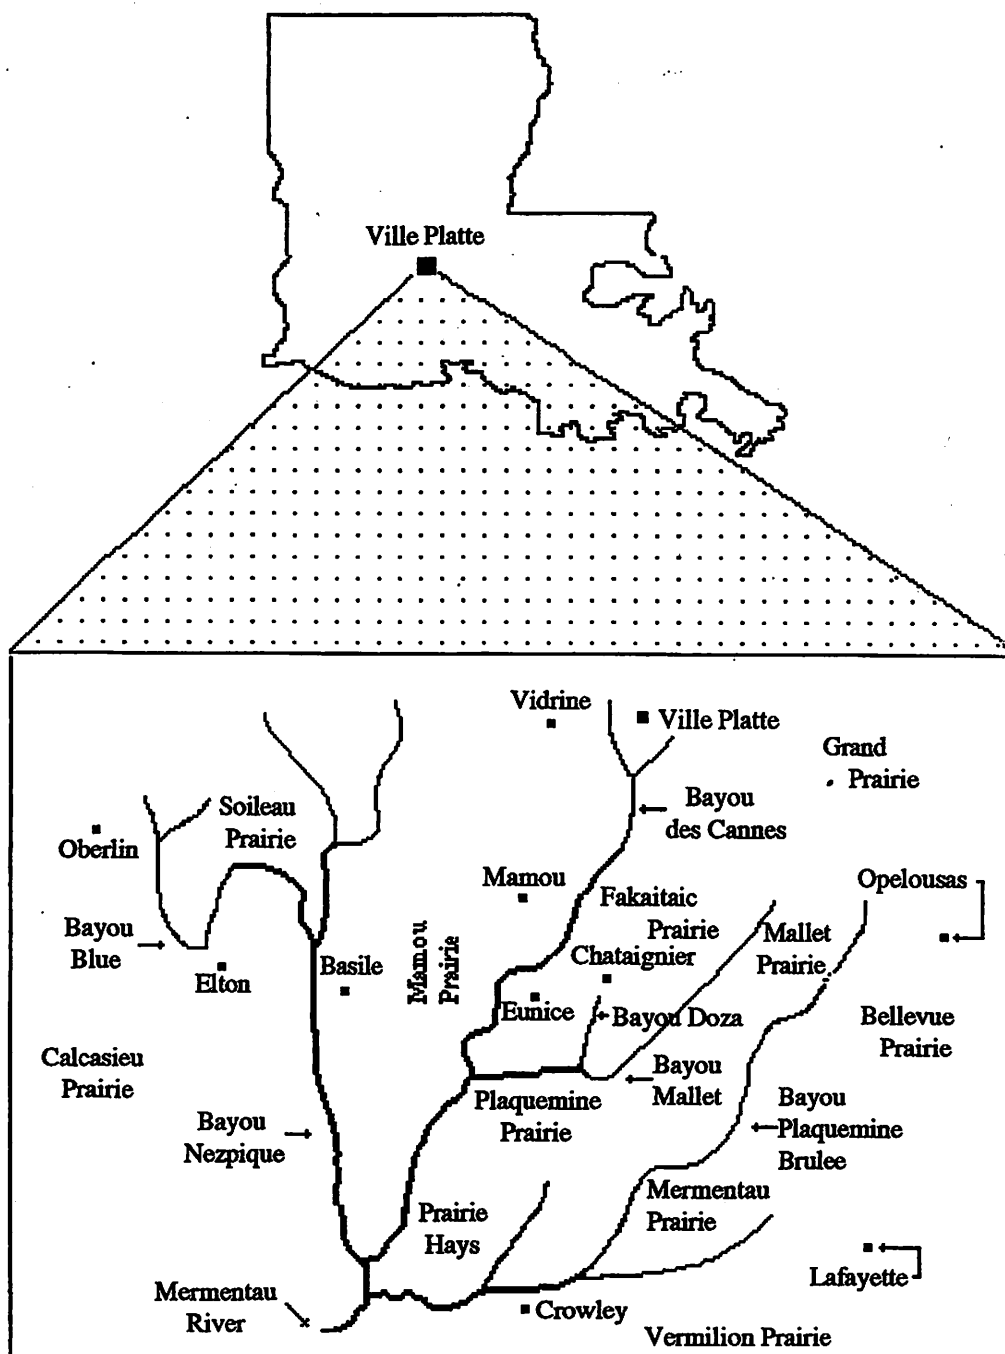 Ville Platte
Vidrine
Ville Platte
Grand
Prairie
Bayou
des Cannes
Soileau
Prairie
Oberlin
Mamou
Fakaitaic
Prairie
Opelousas
Mallet
Prairie
Bayou
Blue
Elton
Basile
Mamou
Prairie
Chataignier
Eunice
Bayou Doza
Bellevue
Prairie
Calcasieu
Prairie
Bayou
Mallet
Plaquemine
Prairie
Bayou
Plaquemine
Brulee
Bayou
Nezpique
Mermentau
Prairie
Prairie
Hays
Lafayette
Mermentau
River
Crowley
Vermilion Prairie